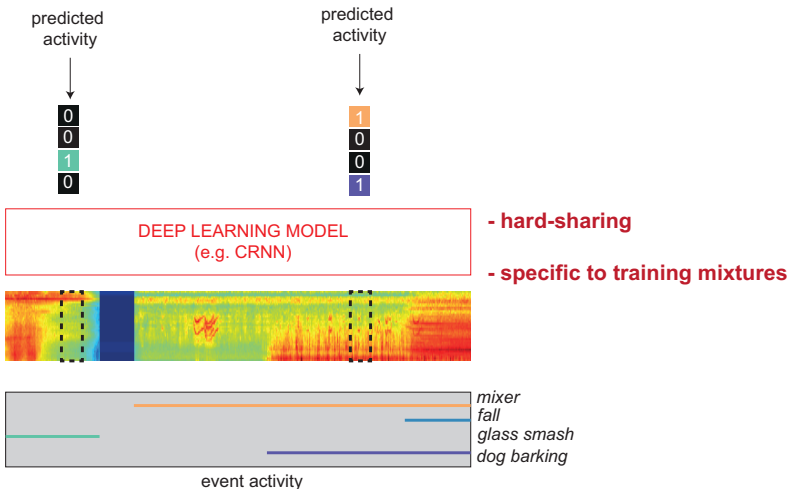 predicted
activity
predicted
activity
0
0
1
0
1
0
0
1
DEEP LEARNING MODEL
(e.g. CRNN)
- hard-sharing
- specific to training mixtures
mixer
fall
glass smash
dog barking
event activity